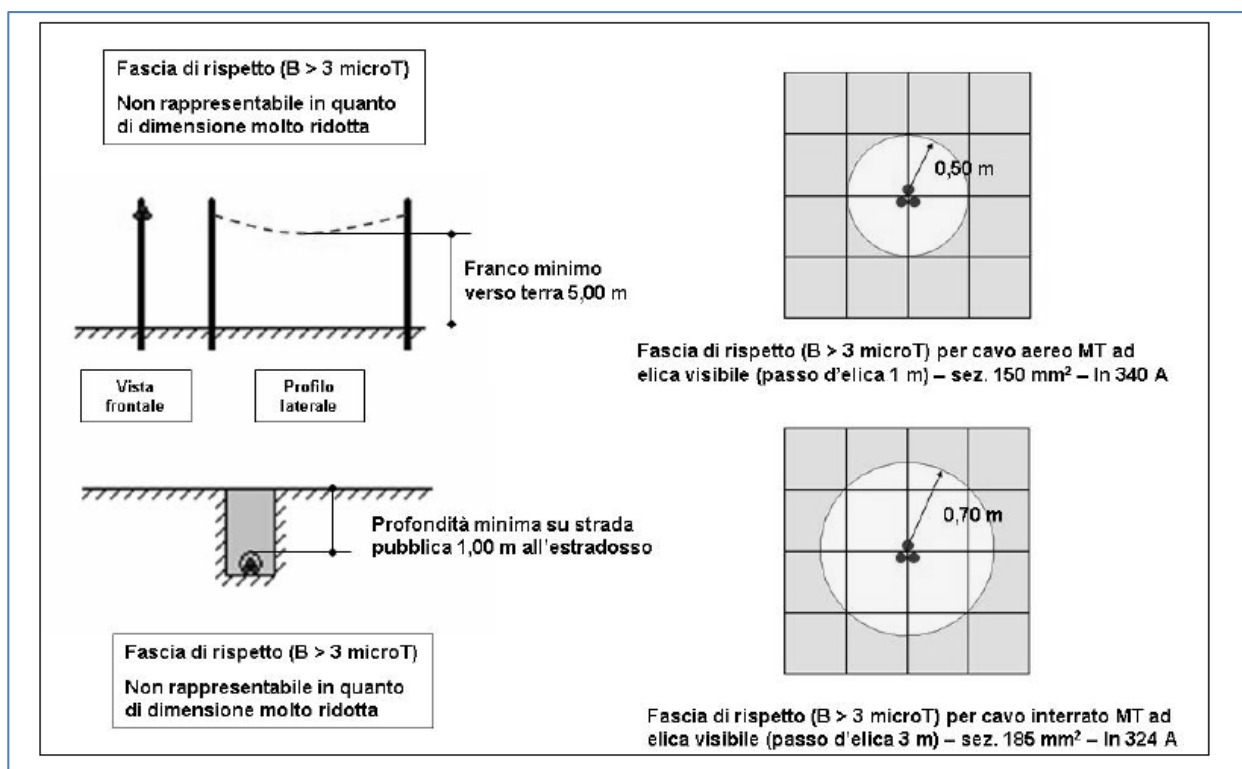 Fascia di rispetto (B > 3 microT)
Non rappresentabile in quanto
di dimensione molto ridotta
0,50 m
Franco minimo
verso terra 5,00 m
Vista
frontale
Profilo
laterale
Fascia di rispetto (B > 3 microT) per cavo aereo MT ad
elica visibile (passo d'elica 1 m) – sez. 150 mm² – In 340 A
Profondità minima su strada
pubblica 1,00 m all'estradosso
0,70 m
Fascia di rispetto (B > 3 microT)
Non rappresentabile in quanto
di dimensione molto ridotta
Fascia di rispetto (B > 3 microT) per cavo interrato MT ad
elica visibile (passo d'elica 3 m) – sez. 185 mm² – In 324 A